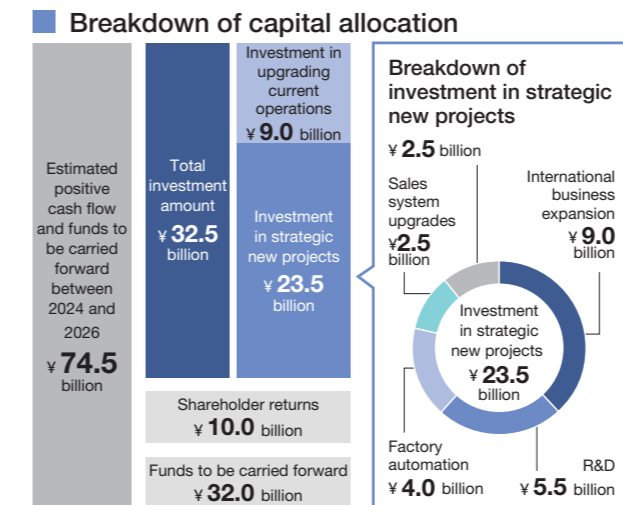 Breakdown of capital allocation
Estimated
positive
cash flow
and funds to
be carried
forward
between
2024 and
2026
¥ 74.5
billion
Total
investment
amount
¥ 32.5
billion
Investment in
upgrading
current
operations
¥ 9.0 billion
Investment
in strategic
new projects
¥ 23.5
billion
Shareholder returns
¥ 10.0 billion
Funds to be carried forward
¥ 32.0 billion
Breakdown of
investment in strategic
new projects
¥ 2.5 billion
Sales
system
upgrades
¥2.5
billion
International
business
expansion
¥ 9.0
billion
Investment
in strategic
new projects
¥ 23.5
billion
Factory
automation
¥ 4.0 billion
R&D
¥ 5.5 billion